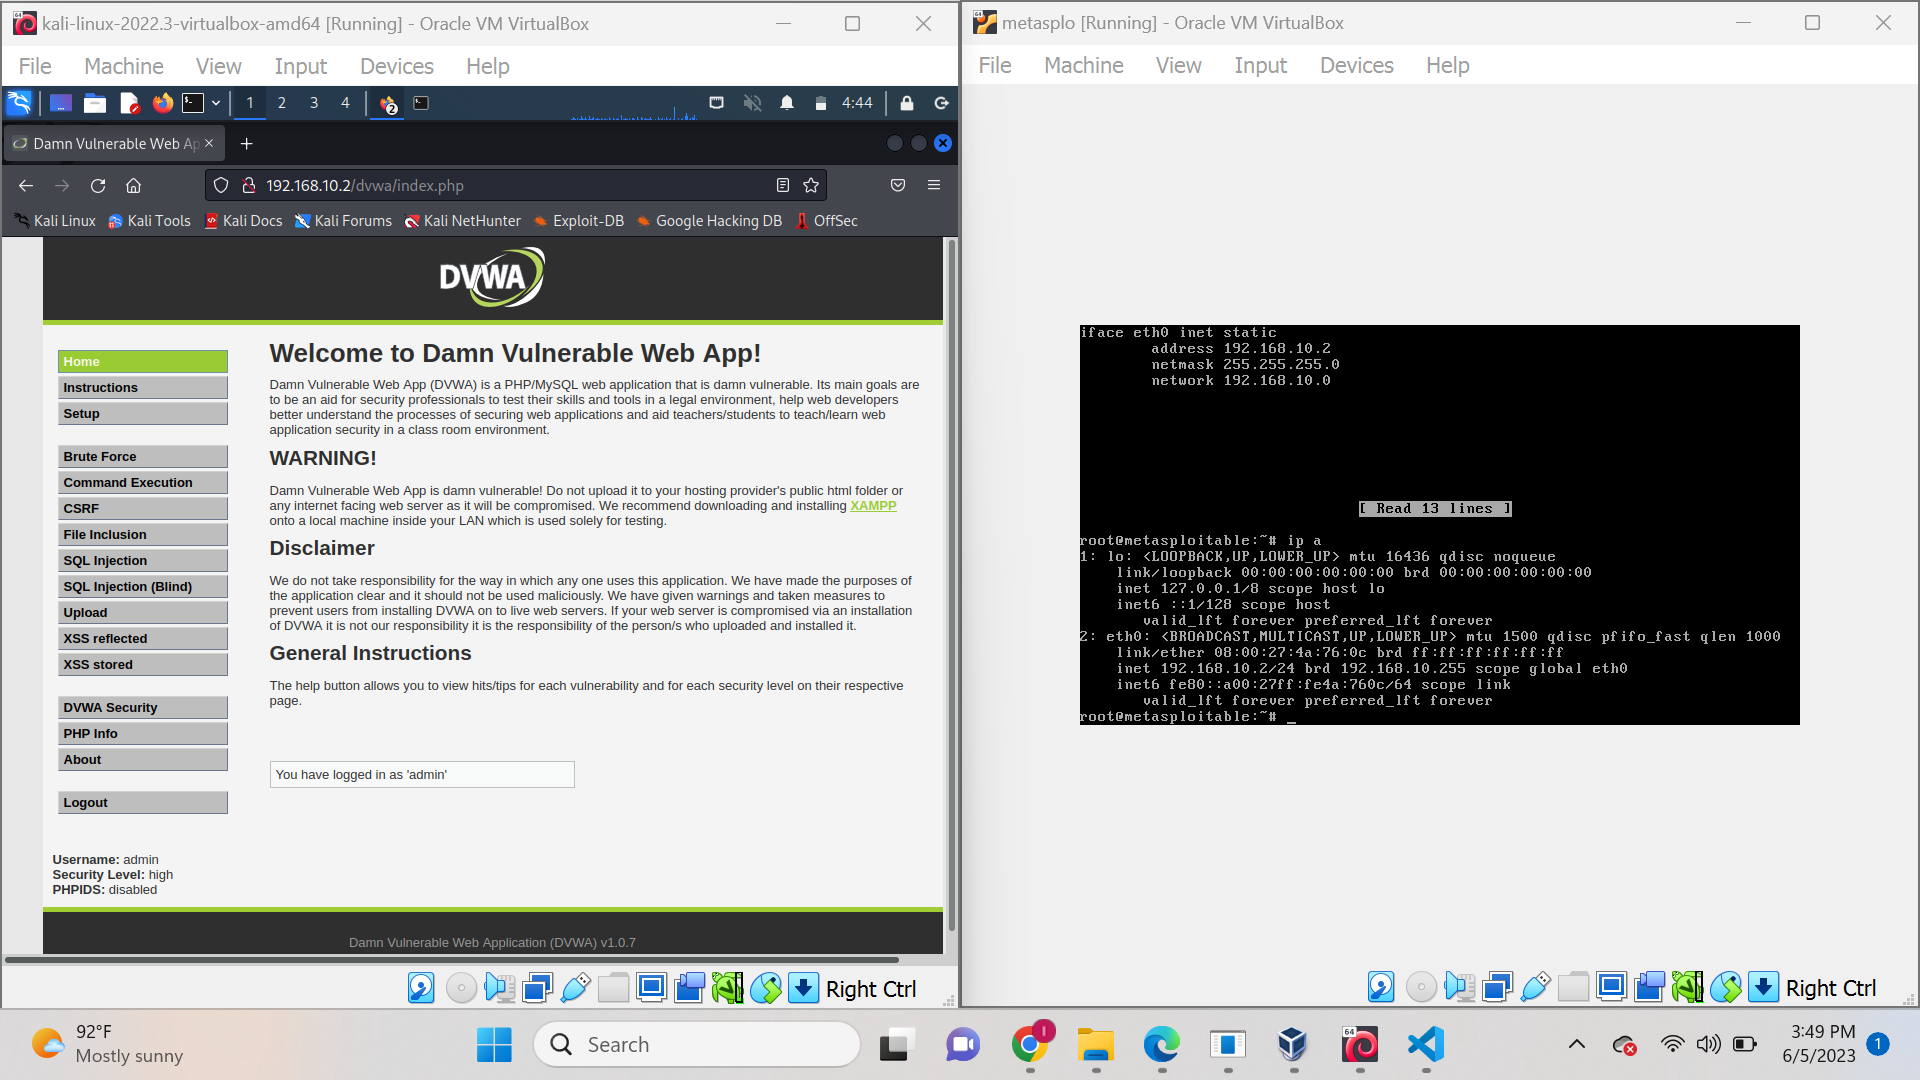 kali-linux-2022.3-virtualbox-amd64 [Running] - Oracle VM VirtualBox
File Machine View Input Devices Help
1 2 3 4 2 4:44
Damn Vulnerable Web Ap
192.168.10.2/dvwa/index.php
Kali Linux Kali Tools Kali Docs Kali Forums Kali NetHunter Exploit-DB Google Hacking DB OffSec
DVWA
Home
Instructions
Setup
Brute Force
Command Execution
CSRF
File Inclusion
SQL Injection
SQL Injection (Blind)
Upload
XSS reflected
XSS stored
DVWA Security
PHP Info
About
Logout
Welcome to Damn Vulnerable Web App!
Damn Vulnerable Web App (DVWA) is a PHP/MySQL web application that is damn vulnerable. Its main goals are
to be an aid for security professionals to test their skills and tools in a legal environment, help web developers
better understand the processes of securing web applications and aid teachers/students to teach/learn web
application security in a class room environment.
WARNING!
Damn Vulnerable Web App is damn vulnerable! Do not upload it to your hosting provider's public html folder or
any internet facing web server as it will be compromised. We recommend downloading and installing XAMPP
onto a local machine inside your LAN which is used solely for testing.
Disclaimer
We do not take responsibility for the way in which any one uses this application. We have made the purposes of
the application clear and it should not be used maliciously. We have given warnings and taken measures to
prevent users from installing DVWA on to live web servers. If your web server is compromised via an installation
of DVWA it is not our responsibility it is the responsibility of the person/s who uploaded and installed it.
General Instructions
The help button allows you to view hits/tips for each vulnerability and for each security level on their respective
page.
You have logged in as 'admin'
Username: admin
Security Level: high
PHPIDS: disabled
Damn Vulnerable Web Application (DVWA) v1.0.7
Right Ctrl
metasplo [Running] - Oracle VM VirtualBox
File Machine View Input Devices Help
iface eth0 inet static
address 192.168.10.2
netmask 255.255.255.0
network 192.168.10.0
[ Read 13 lines ]
root@metasploitable:~# ip a
1: lo: <LOOPBACK,UP,LOWER_UP> mtu 16436 qdisc noqueue
link/loopback 00:00:00:00:00:00 brd 00:00:00:00:00:00
inet 127.0.0.1/8 scope host lo
inet6 ::1/128 scope host
valid_lft forever preferred_lft forever
2: eth0: <BROADCAST,MULTICAST,UP,LOWER_UP> mtu 1500 qdisc pfifo_fast qlen 1000
link/ether 08:00:27:4a:76:0c brd ff:ff:ff:ff:ff:ff
inet 192.168.10.2/24 brd 192.168.10.255 scope global eth0
inet6 fe80::a00:27ff:fe4a:760c/64 scope link
valid_lft forever preferred_lft forever
root@metasploitable:~# _
Right Ctrl
92°F
Mostly sunny
Search
64
3:49 PM
6/5/2023
1